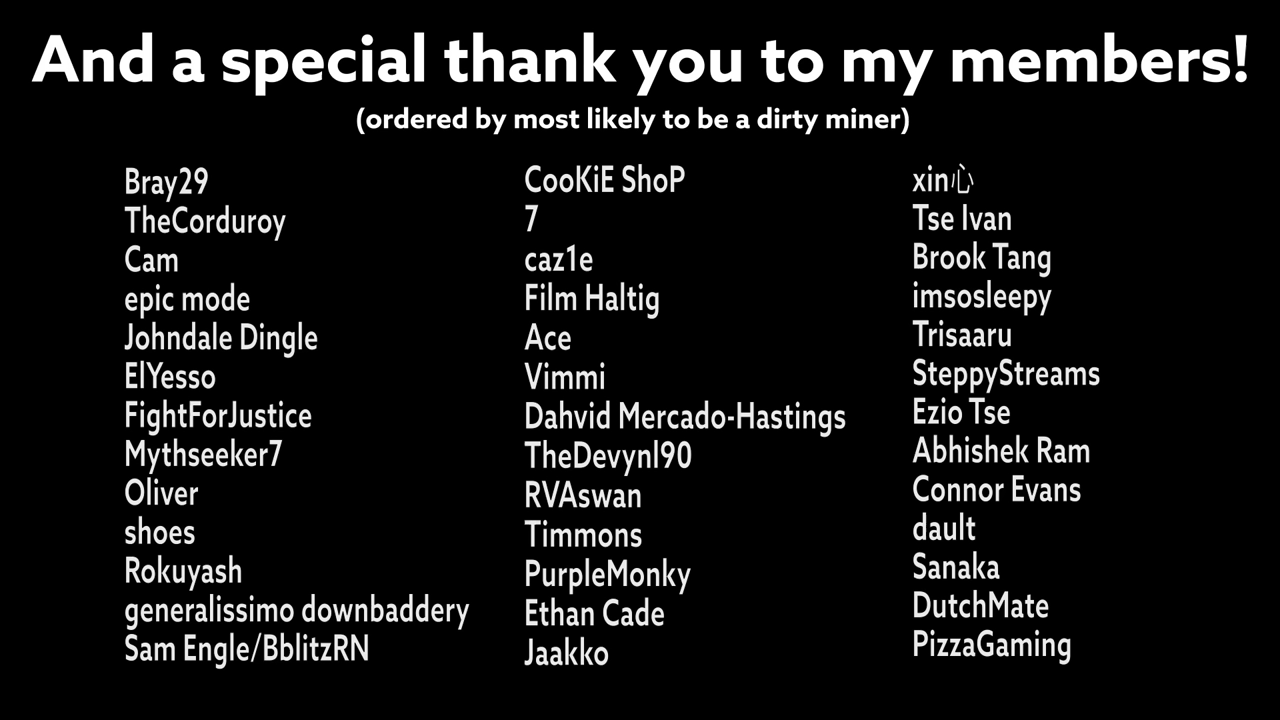 And a special thank you to my members!
(ordered by most likely to be a dirty miner)
Bray29
TheCorduroy
Cam
epic mode
Johndale Dingle
ElYesso
FightForJustice
Mythseeker7
Oliver
shoes
Rokuyash
generalissimo downbaddery
Sam Engle/BblitzRN
CooKiE ShoP
7
caz1e
Film Haltig
Ace
Vimmi
Dahvid Mercado-Hastings
TheDevynl90
RVAswan
Timmons
PurpleMonky
Ethan Cade
Jaakko
xin心
Tse Ivan
Brook Tang
imsosleepy
Trisaaru
SteppyStreams
Ezio Tse
Abhishek Ram
Connor Evans
dault
Sanaka
DutchMate
PizzaGaming